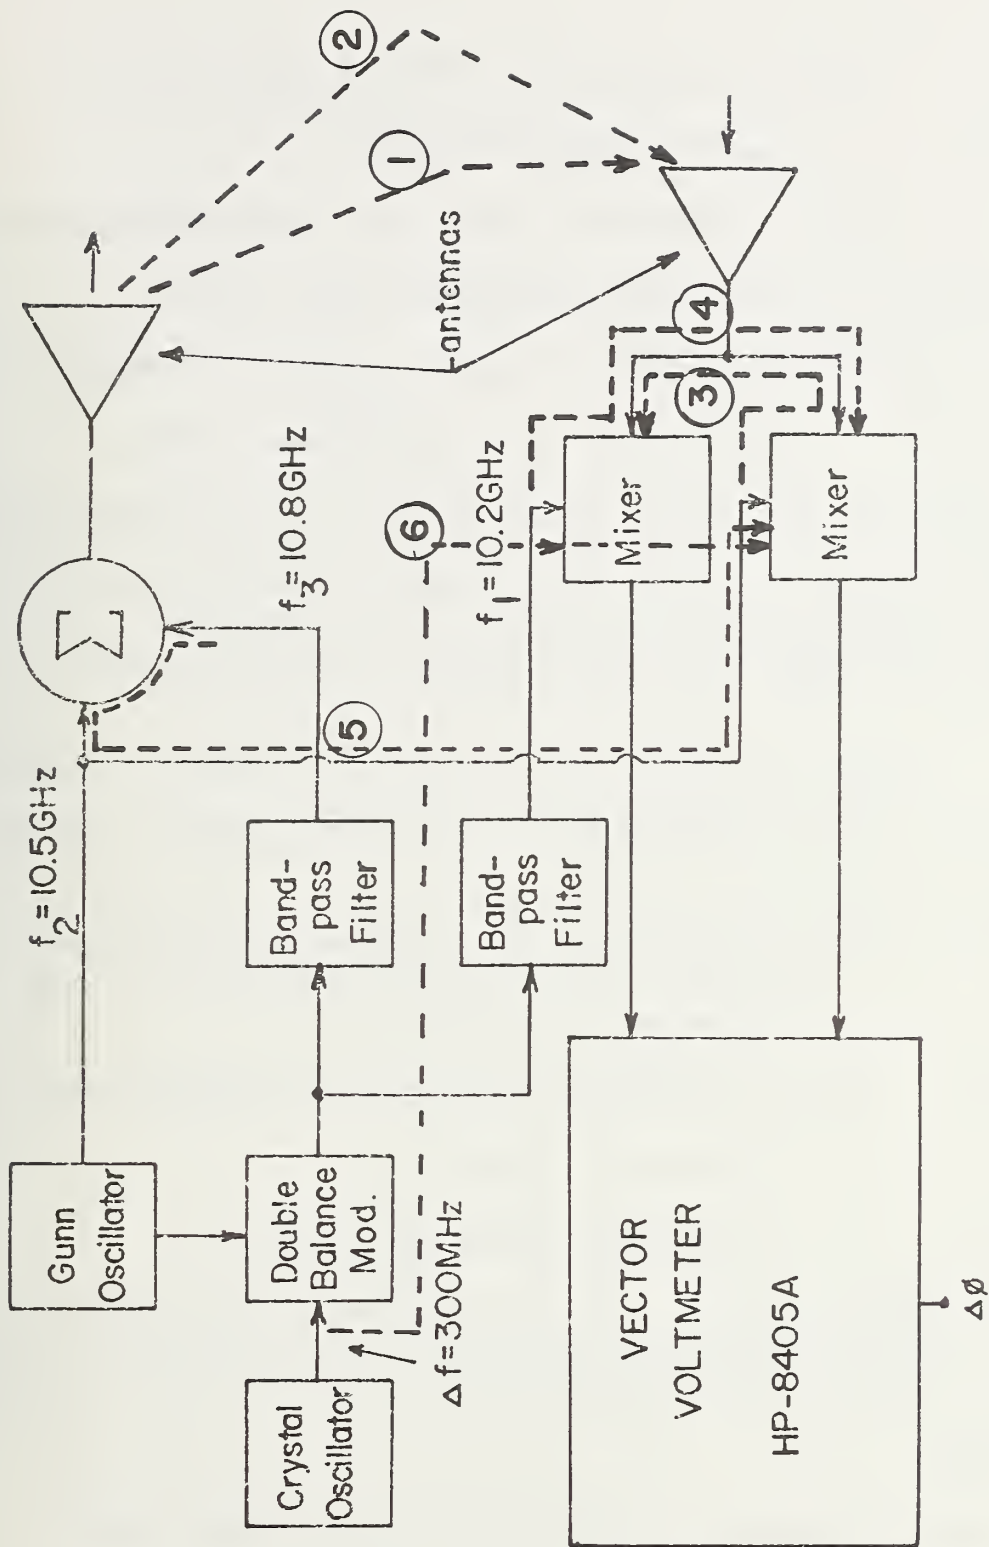 Gunn
Oscillator
f₂=10.5GHz
Σ
2
Crystal
Oscillator
Δf=300MHz
Double
Balance
Mod.
Band-
pass
Filter
f₃=10.8GHz
5
1
6
antennas
Band-
pass
Filter
f₁=10.2GHz
4
3
Mixer
Mixer
VECTOR
VOLTMETER
HP-8405A
Δø